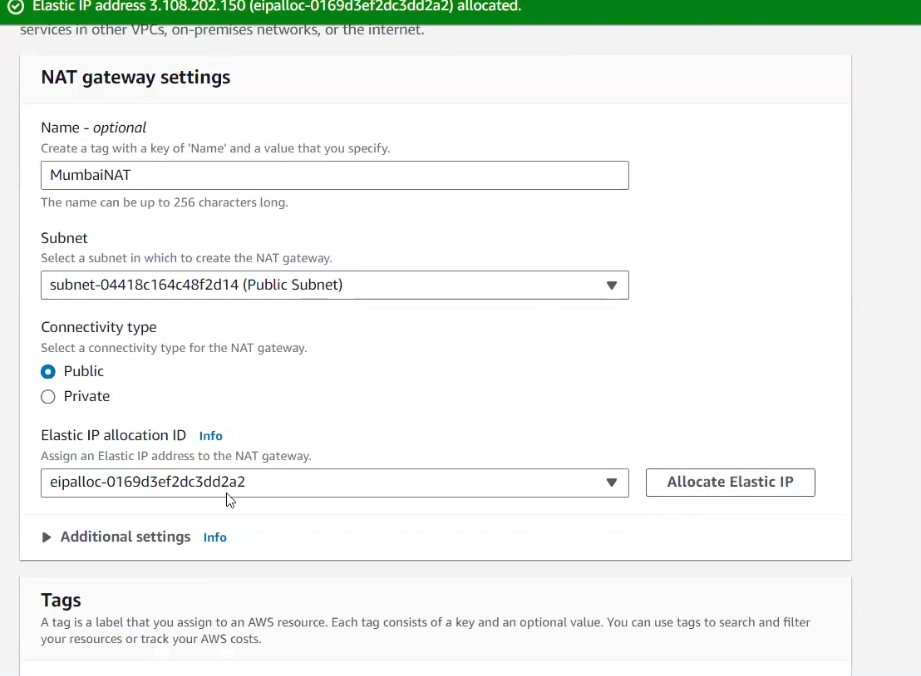 Elastic IP address 3.108.202.150 (eipalloc-0169d3ef2dc3dd2a2) allocated.
services in other VPCs, on-premises networks, or the internet.
NAT gateway settings
Name - optional
Create a tag with a key of 'Name' and a value that you specify.
MumbaiNAT
The name can be up to 256 characters long.
Subnet
Select a subnet in which to create the NAT gateway.
subnet-04418c164c48f2d14 (Public Subnet)
Connectivity type
Select a connectivity type for the NAT gateway.
Public
Private
Elastic IP allocation ID Info
Assign an Elastic IP address to the NAT gateway.
eipalloc-0169d3ef2dc3dd2a2 Allocate Elastic IP
Additional settings Info
Tags
A tag is a label that you assign to an AWS resource. Each tag consists of a key and an optional value. You can use tags to search and filter
your resources or track your AWS costs.